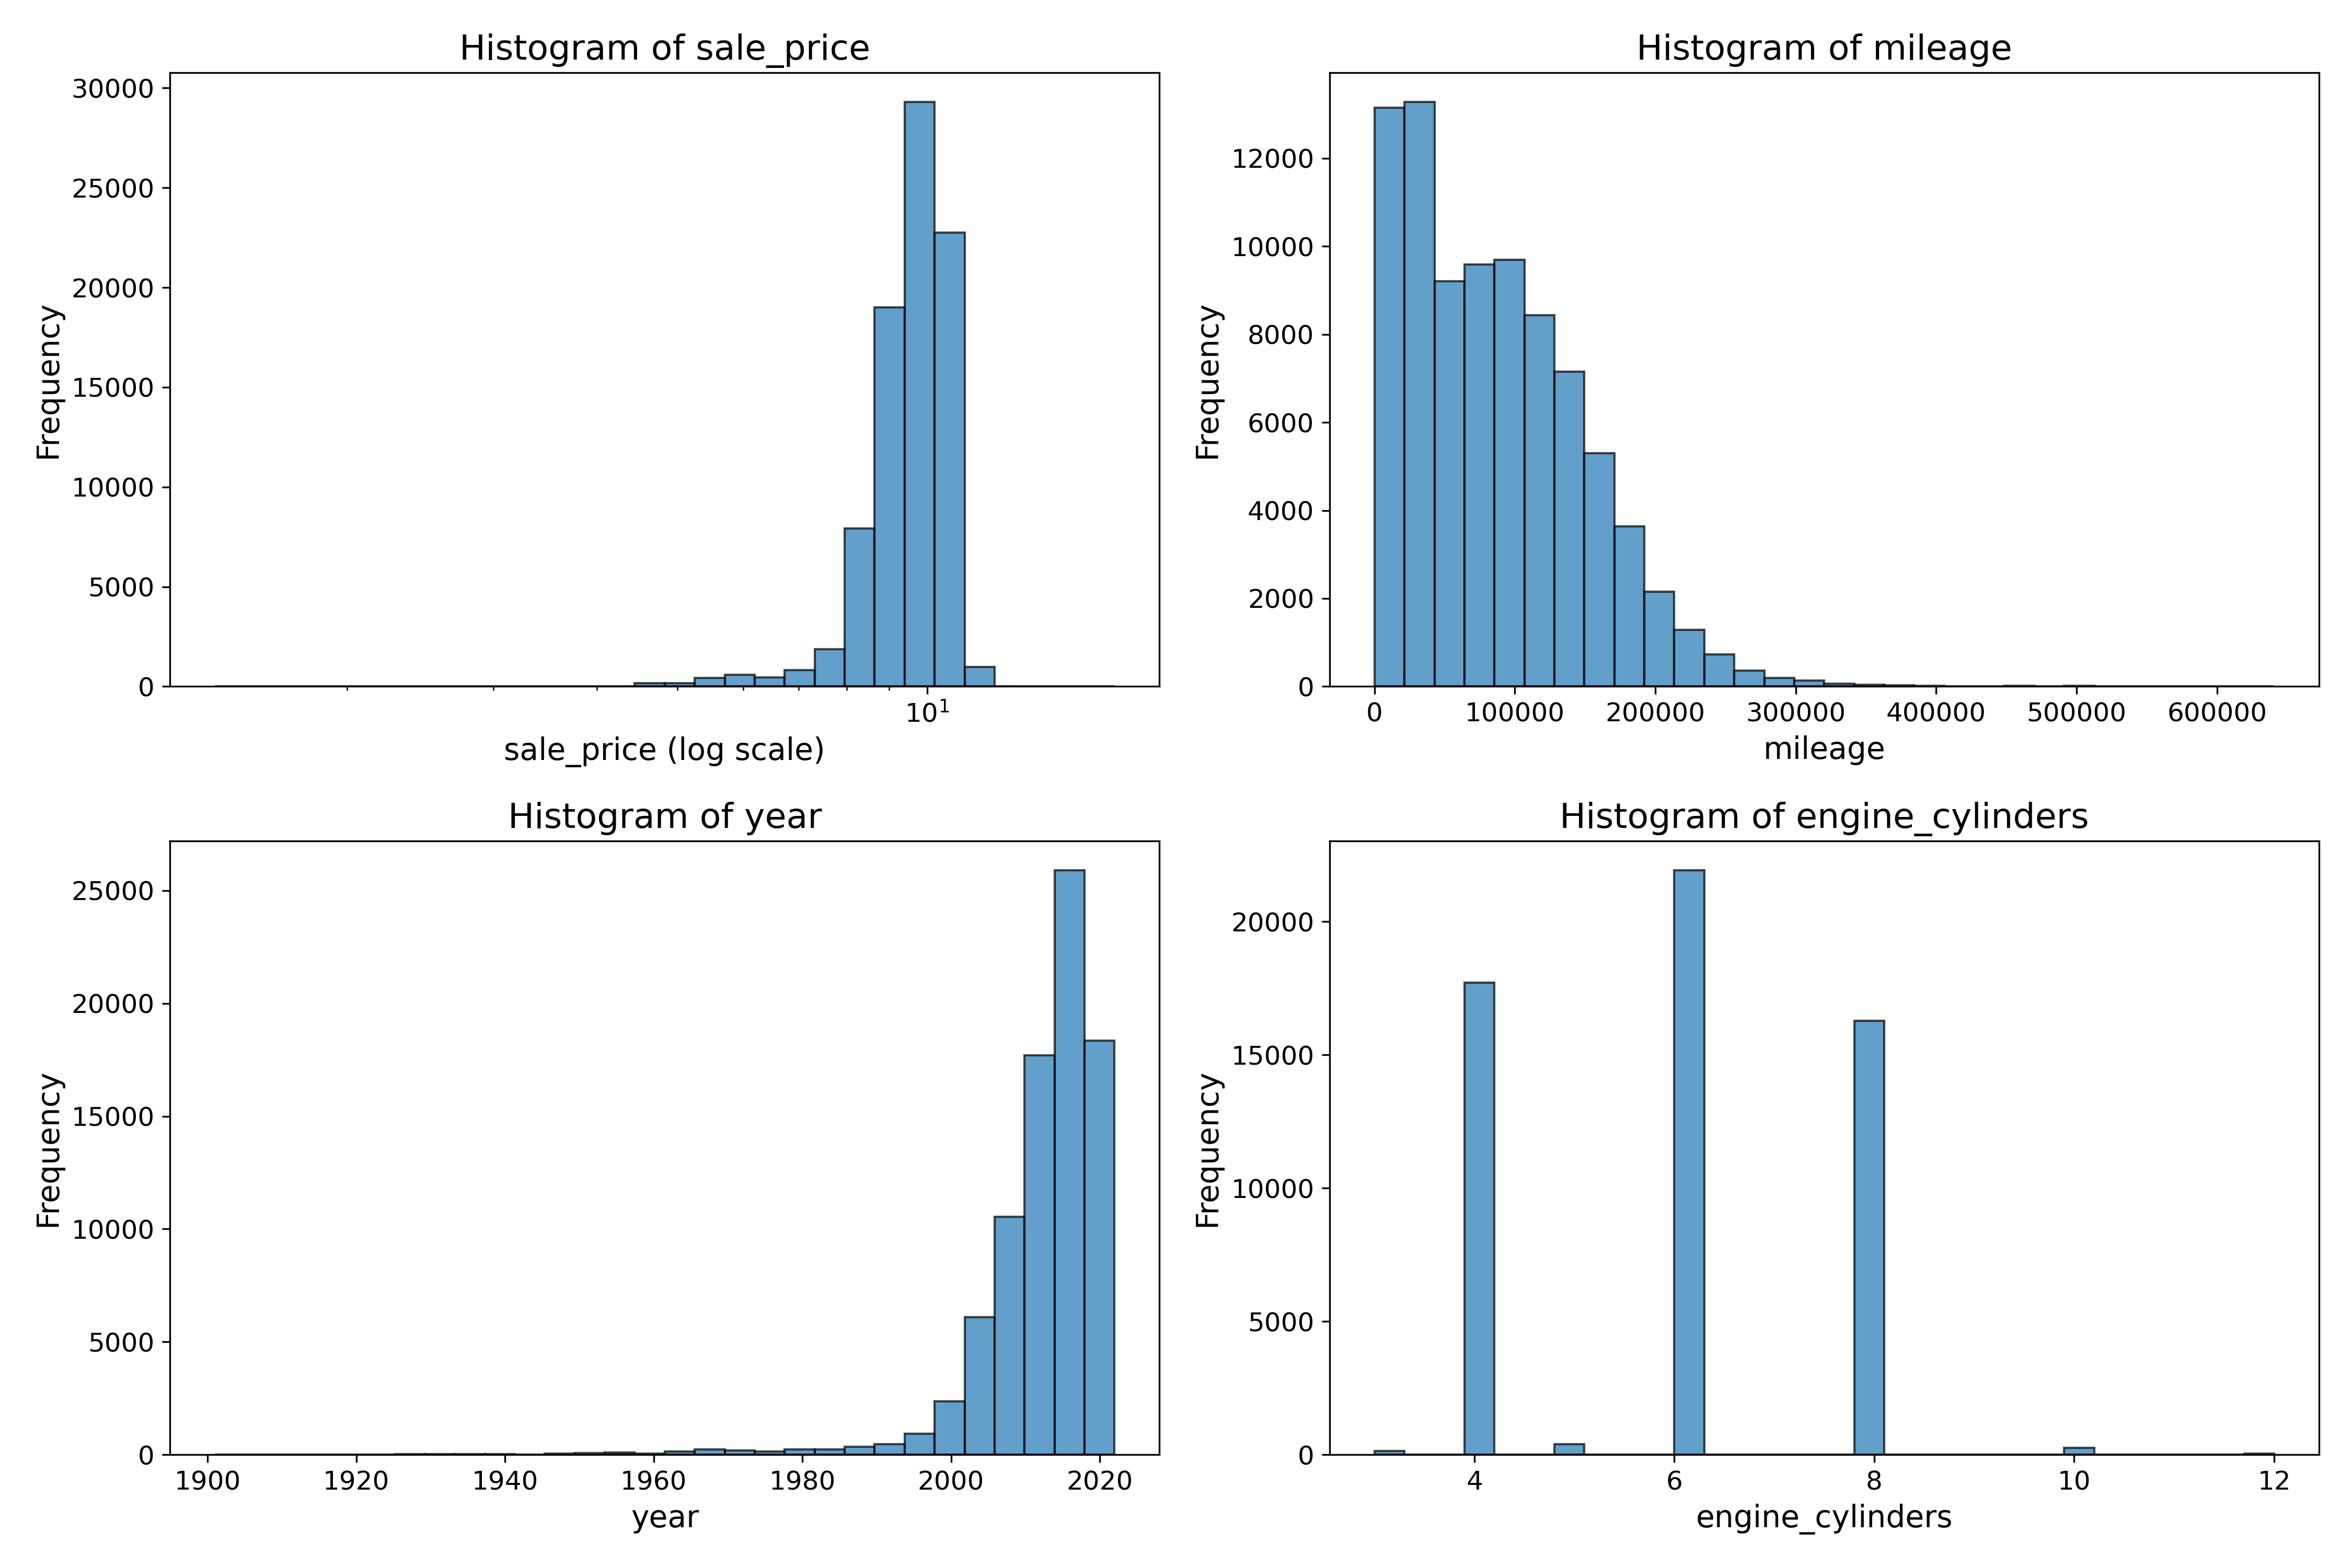 Histogram of sale_price
30000
25000
20000
15000
10000
5000
0
Frequency
10¹
sale_price (log scale)
Histogram of mileage
12000
10000
8000
6000
4000
2000
0
Frequency
0 100000 200000 300000 400000 500000 600000
mileage
Histogram of year
25000
20000
15000
10000
5000
0
Frequency
1900 1920 1940 1960 1980 2000 2020
year
Histogram of engine_cylinders
20000
15000
10000
5000
0
Frequency
4 6 8 10 12
engine_cylinders